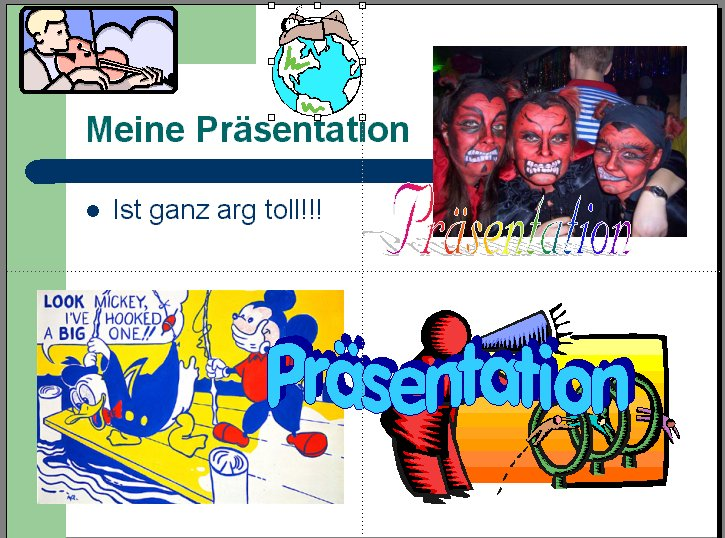 Meine Präsentation
Ist ganz arg toll!!!
Präsentation
LOOK MICKEY,
I'VE HOOKED
A BIG ONE!!
Präsentation